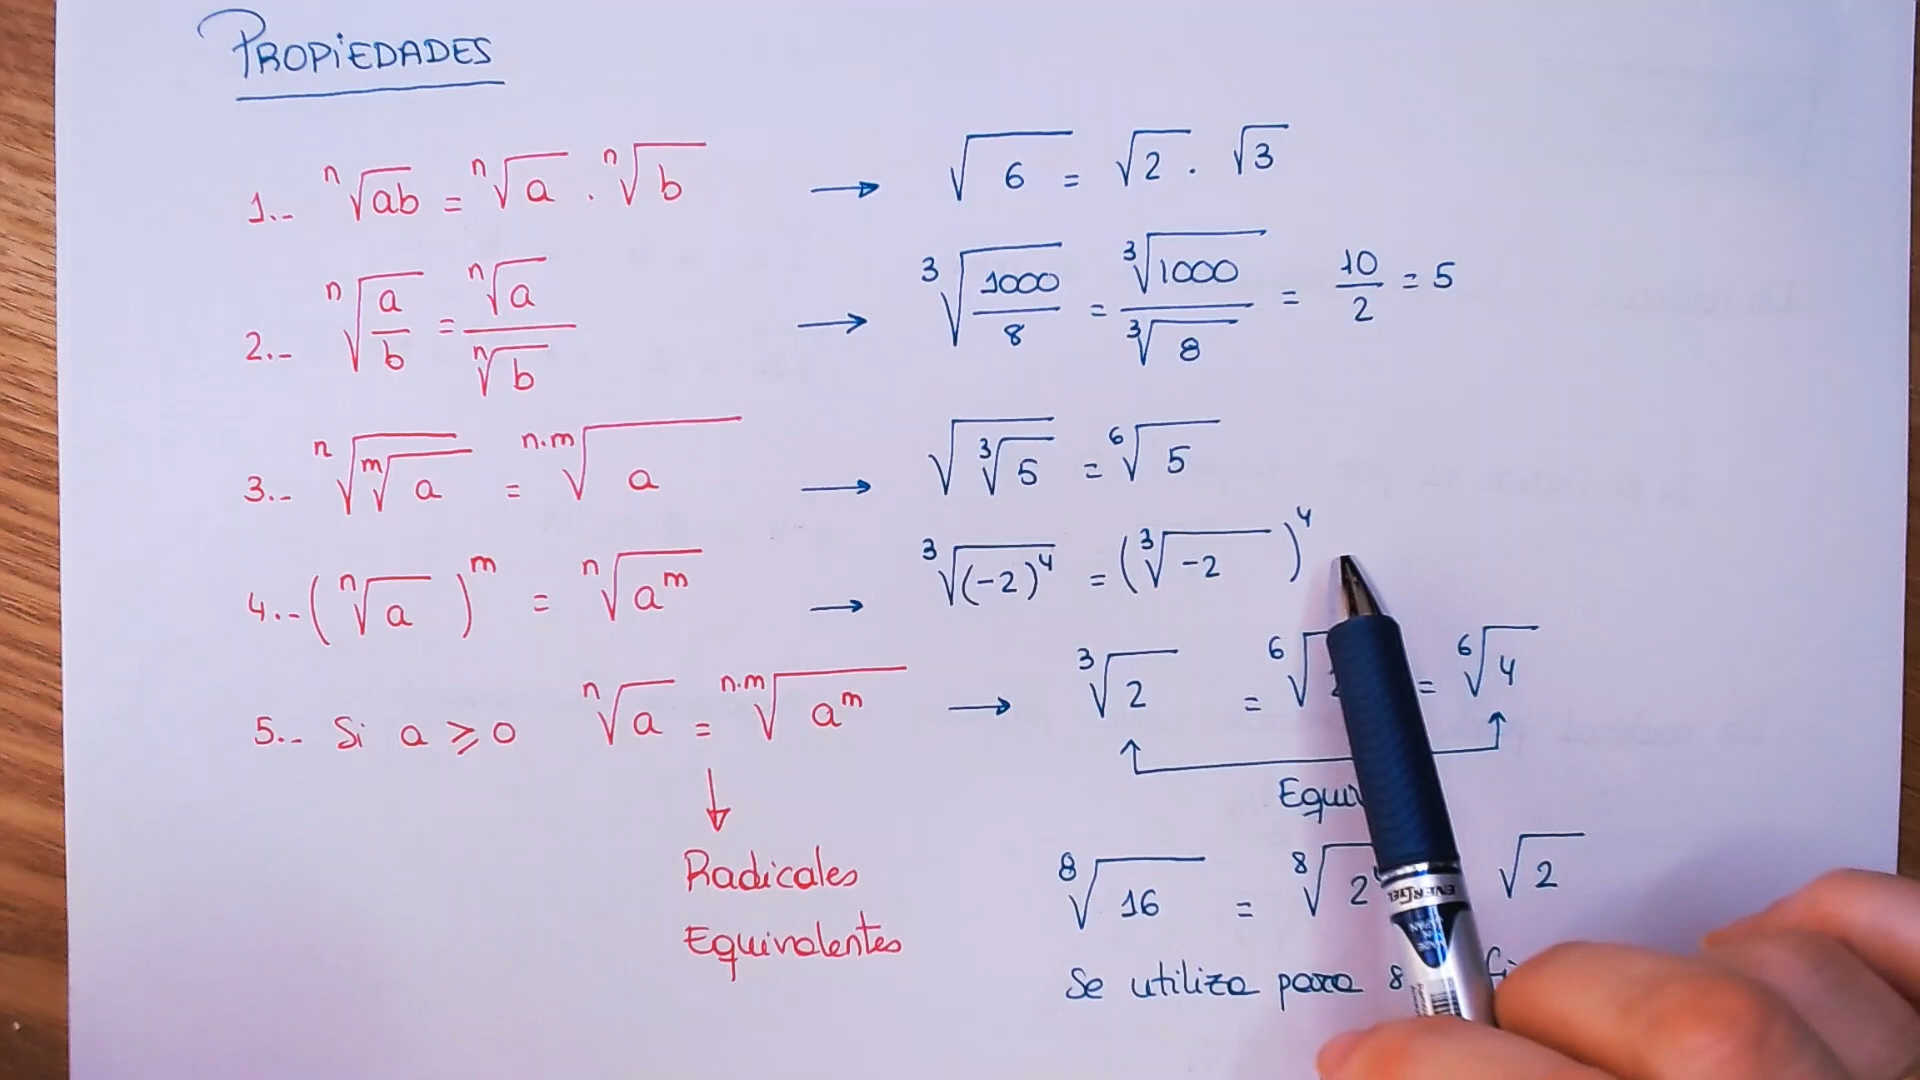 PROPIEDADES
1.- ⁿ√ab = ⁿ√a · ⁿ√b → √6 = √2 · √3
2.- ⁿ√(a/b) = ⁿ√a / ⁿ√b → ³√(1000/8) = ³√1000 / ³√8 = 10/2 = 5
3.- ⁿ√(ᵐ√a) = ⁿ·ᵐ√a → √(³√5) = ⁶√5
4.- (ⁿ√a)ᵐ = ⁿ√aᵐ → ³√(-2)⁴ = (³√-2)⁴
5.- Si a ⩾ 0 ⁿ√a = ⁿ·ᵐ√aᵐ → ³√2 = ⁶√ = ⁶√4
Radicales
Equivalentes
⁸√16 = ⁸√2 √2
Se utiliza para
EVERGEL